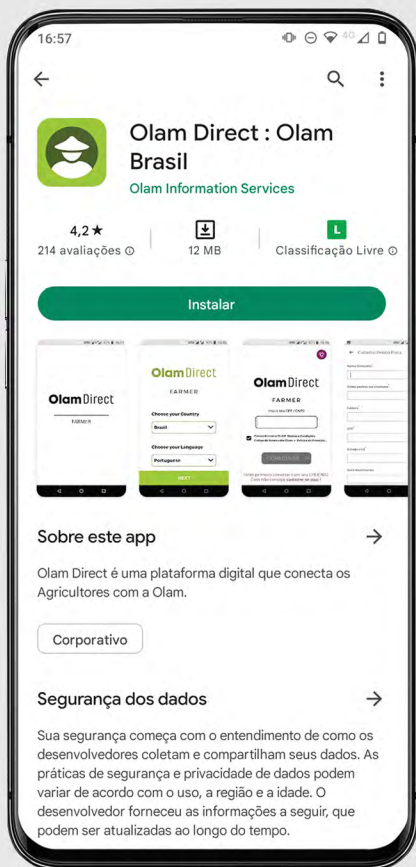 16:57
4G
Olam Direct : Olam
Brasil
Olam Information Services
4,2★
214 avaliações
12 MB
L
Classificação Livre
Instalar
Olam Direct
FARMER
Olam Direct
FARMER
Choose your Country
Brasil
Choose your Language
Portuguese
NEXT
Olam Direct
FARMER
Sobre este app
Olam Direct é uma plataforma digital que conecta os
Agricultores com a Olam.
Corporativo
Segurança dos dados
Sua segurança começa com o entendimento de como os
desenvolvedores coletam e compartilham seus dados. As
práticas de segurança e privacidade de dados podem
variar de acordo com o uso, a região e a idade. O
desenvolvedor forneceu as informações a seguir, que
podem ser atualizadas ao longo do tempo.